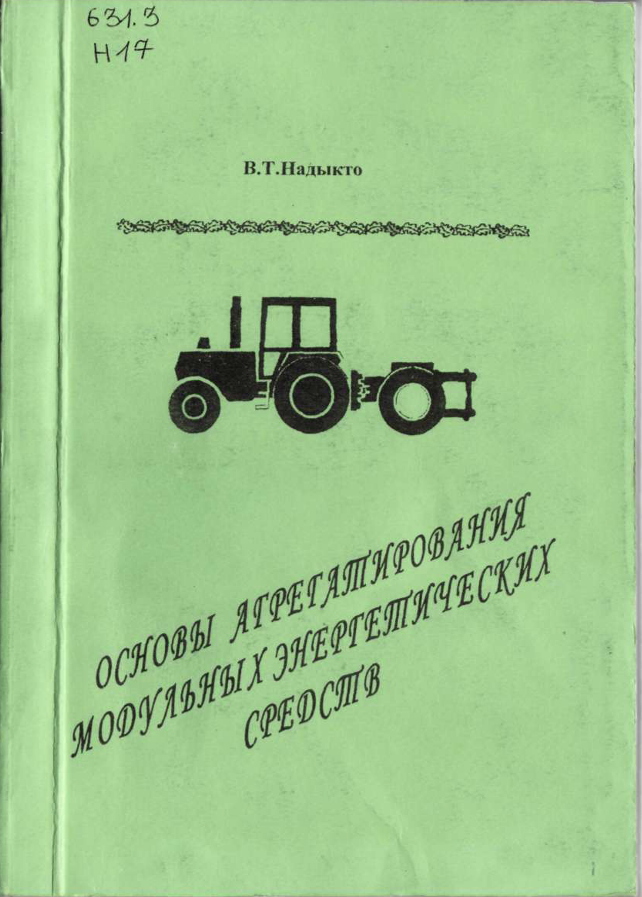 631.3
Н17
В.Т.Надыкто
ОСНОВЫ АГРЕГАТИРОВАНИЯ
МОДУЛЬНЫХ ЭНЕРГЕТИЧЕСКИХ
СРЕДСТВ